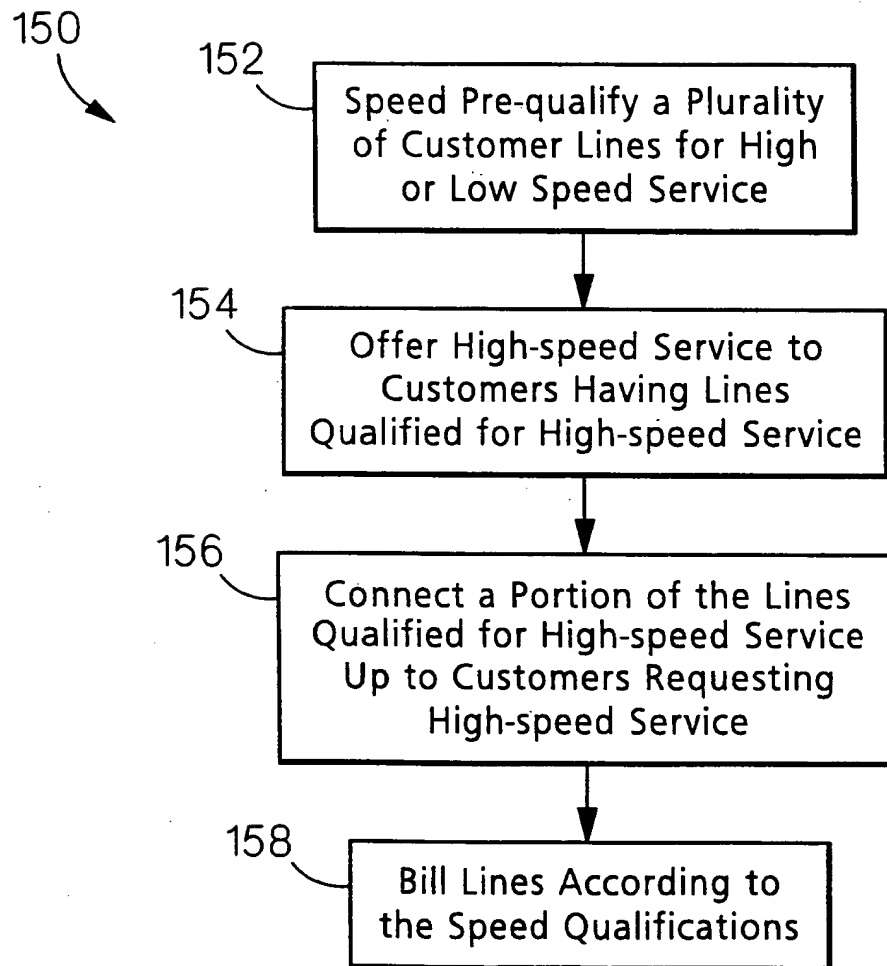 150
152
Speed Pre-qualify a Plurality
of Customer Lines for High
or Low Speed Service
154
Offer High-speed Service to
Customers Having Lines
Qualified for High-speed Service
156
Connect a Portion of the Lines
Qualified for High-speed Service
Up to Customers Requesting
High-speed Service
158
Bill Lines According to
the Speed Qualifications